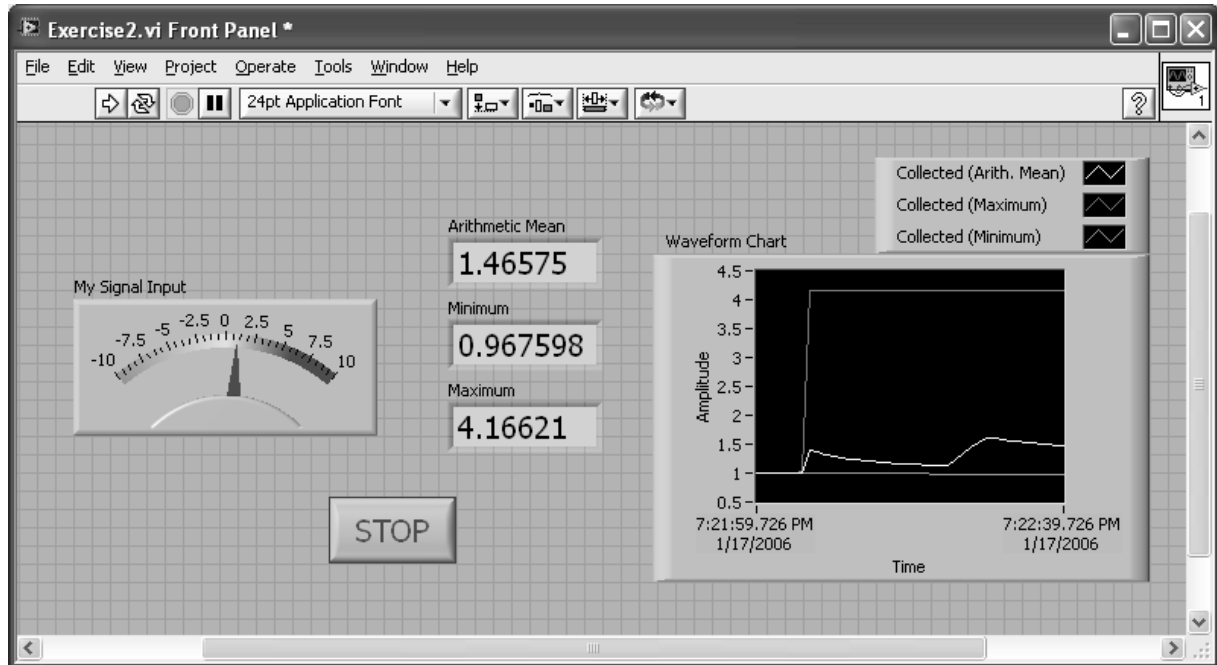 Exercise2.vi Front Panel *
File Edit View Project Operate Tools Window Help
24pt Application Font
?
1
My Signal Input
-10 -7.5 -5 -2.5 0 2.5 5 7.5 10
Arithmetic Mean
1.46575
Minimum
0.967598
Maximum
4.16621
STOP
Collected (Arith. Mean)
Collected (Maximum)
Collected (Minimum)
Waveform Chart
4.5
4
3.5
3
2.5
2
1.5
1
0.5
Amplitude
7:21:59.726 PM 7:22:39.726 PM
1/17/2006 1/17/2006
Time